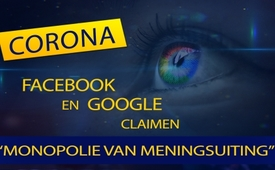 CORONA
FACEBOOK
EN GOOGLE
CLAIMEN
"MONOPOLIE VAN MENINGSUITING"